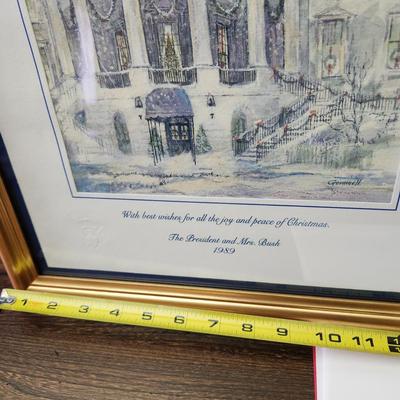 Gemmell
With best wishes for all the joy and peace of Christmas.
The President and Mrs. Bush
1989
1 2 3 4 5 6 7 8 9 10 11